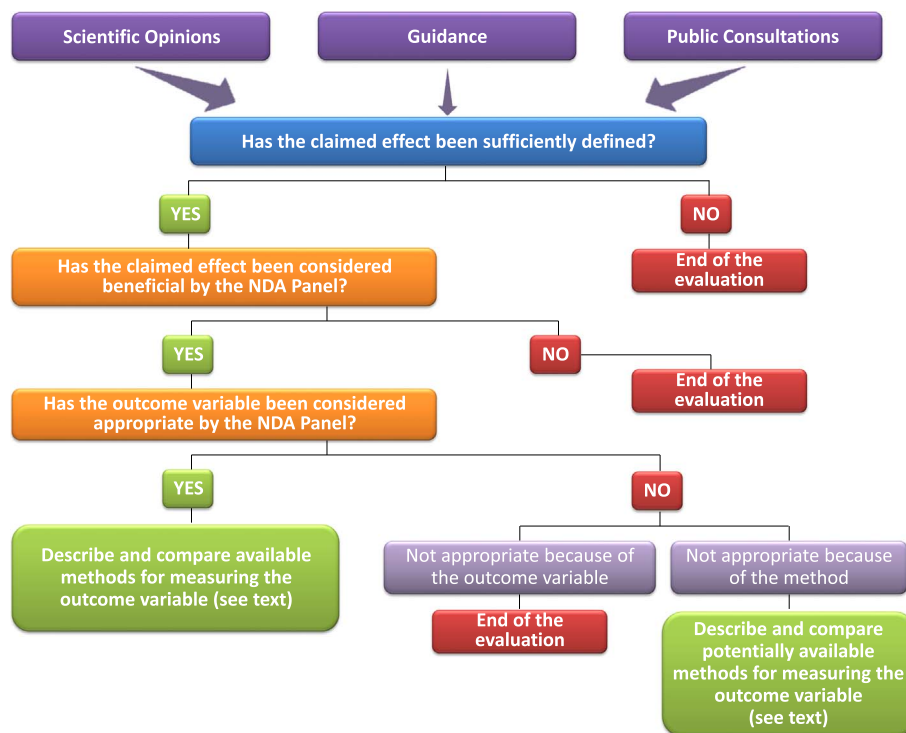 Scientific Opinions
Guidance
Public Consultations
Has the claimed effect been sufficiently defined?
YES
NO
Has the claimed effect been considered
beneficial by the NDA Panel?
End of the
evaluation
YES
NO
End of the
evaluation
Has the outcome variable been considered
appropriate by the NDA Panel?
YES
NO
Describe and compare available
methods for measuring the
outcome variable (see text)
Not appropriate because of
the outcome variable
Not appropriate because
of the method
End of the
evaluation
Describe and compare
potentially available
methods for measuring the
outcome variable
(see text)